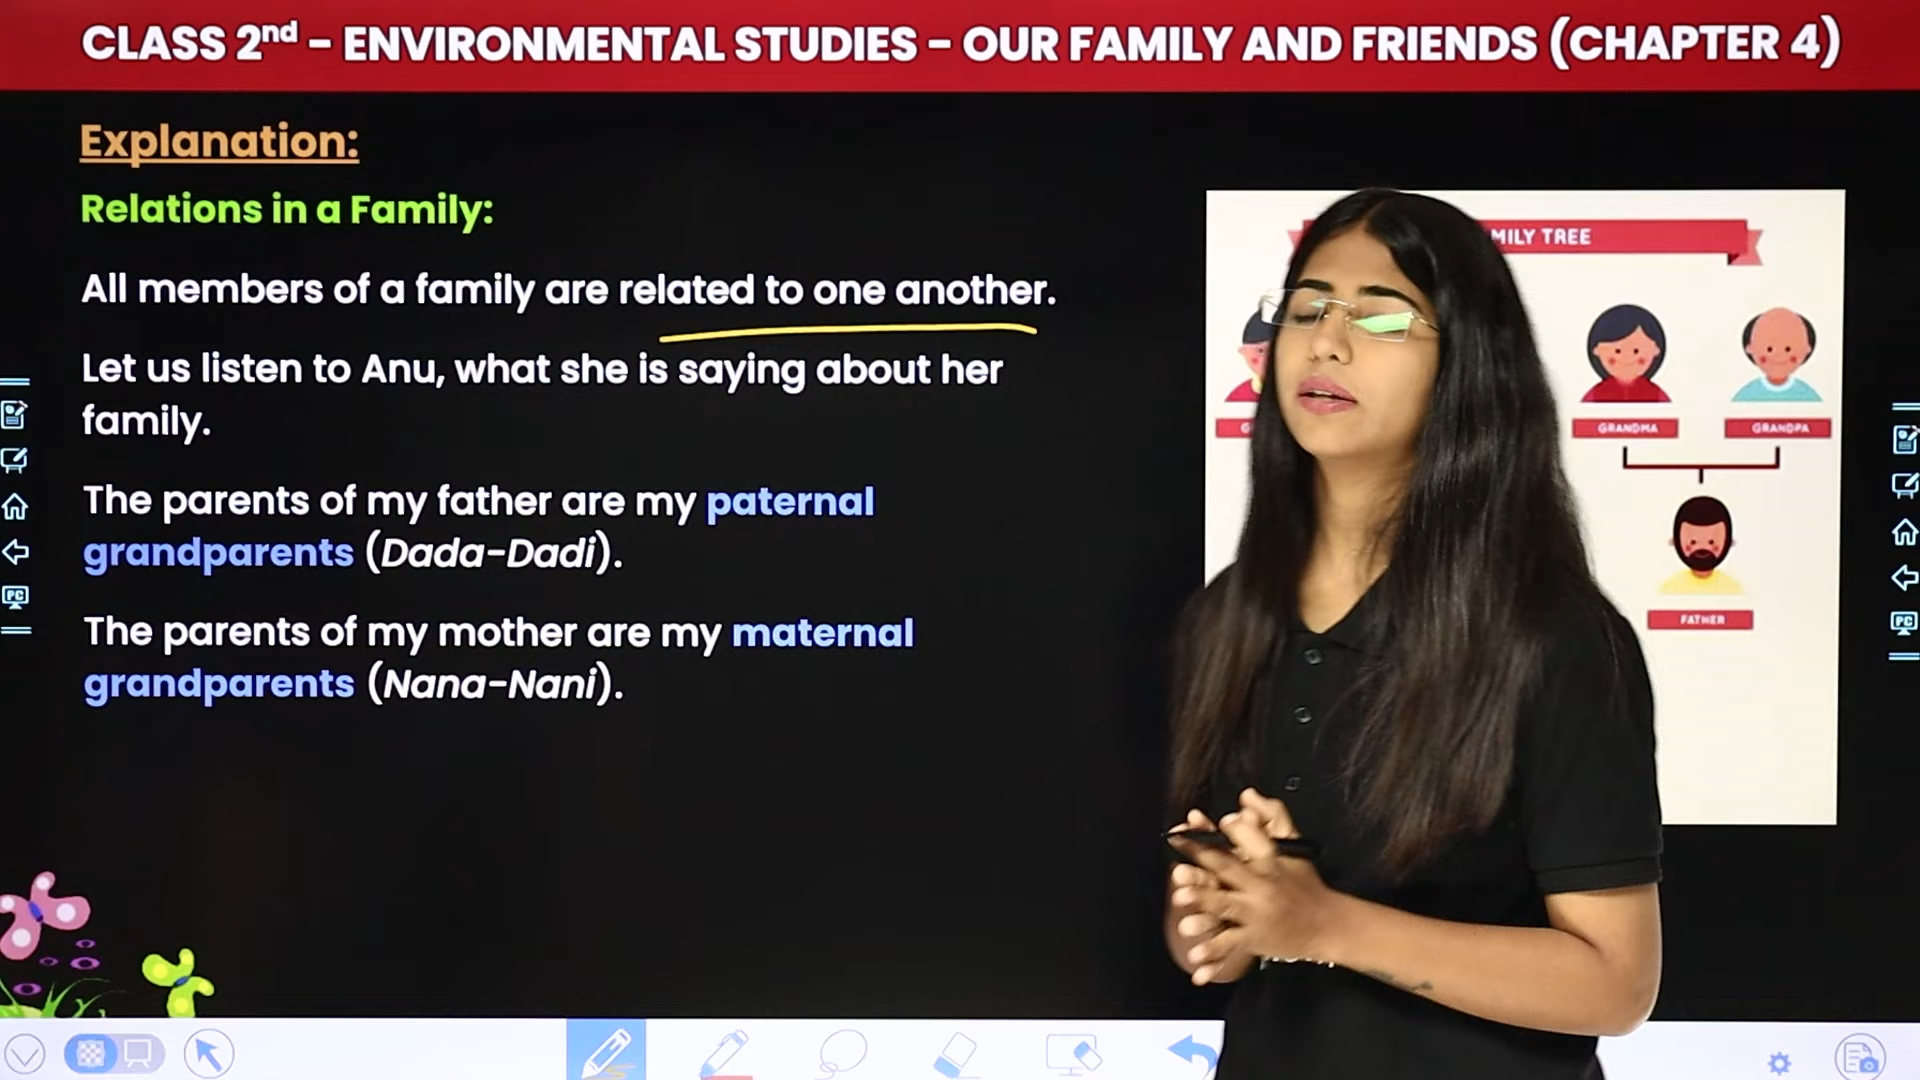 CLASS 2nd - ENVIRONMENTAL STUDIES - OUR FAMILY AND FRIENDS (CHAPTER 4)
Explanation:
Relations in a Family:
All members of a family are related to one another.
Let us listen to Anu, what she is saying about her
family.
The parents of my father are my paternal
grandparents (Dada-Dadi).
The parents of my mother are my maternal
grandparents (Nana-Nani).
MILY TREE
GRANDMA
GRANDPA
FATHER
PC
PC